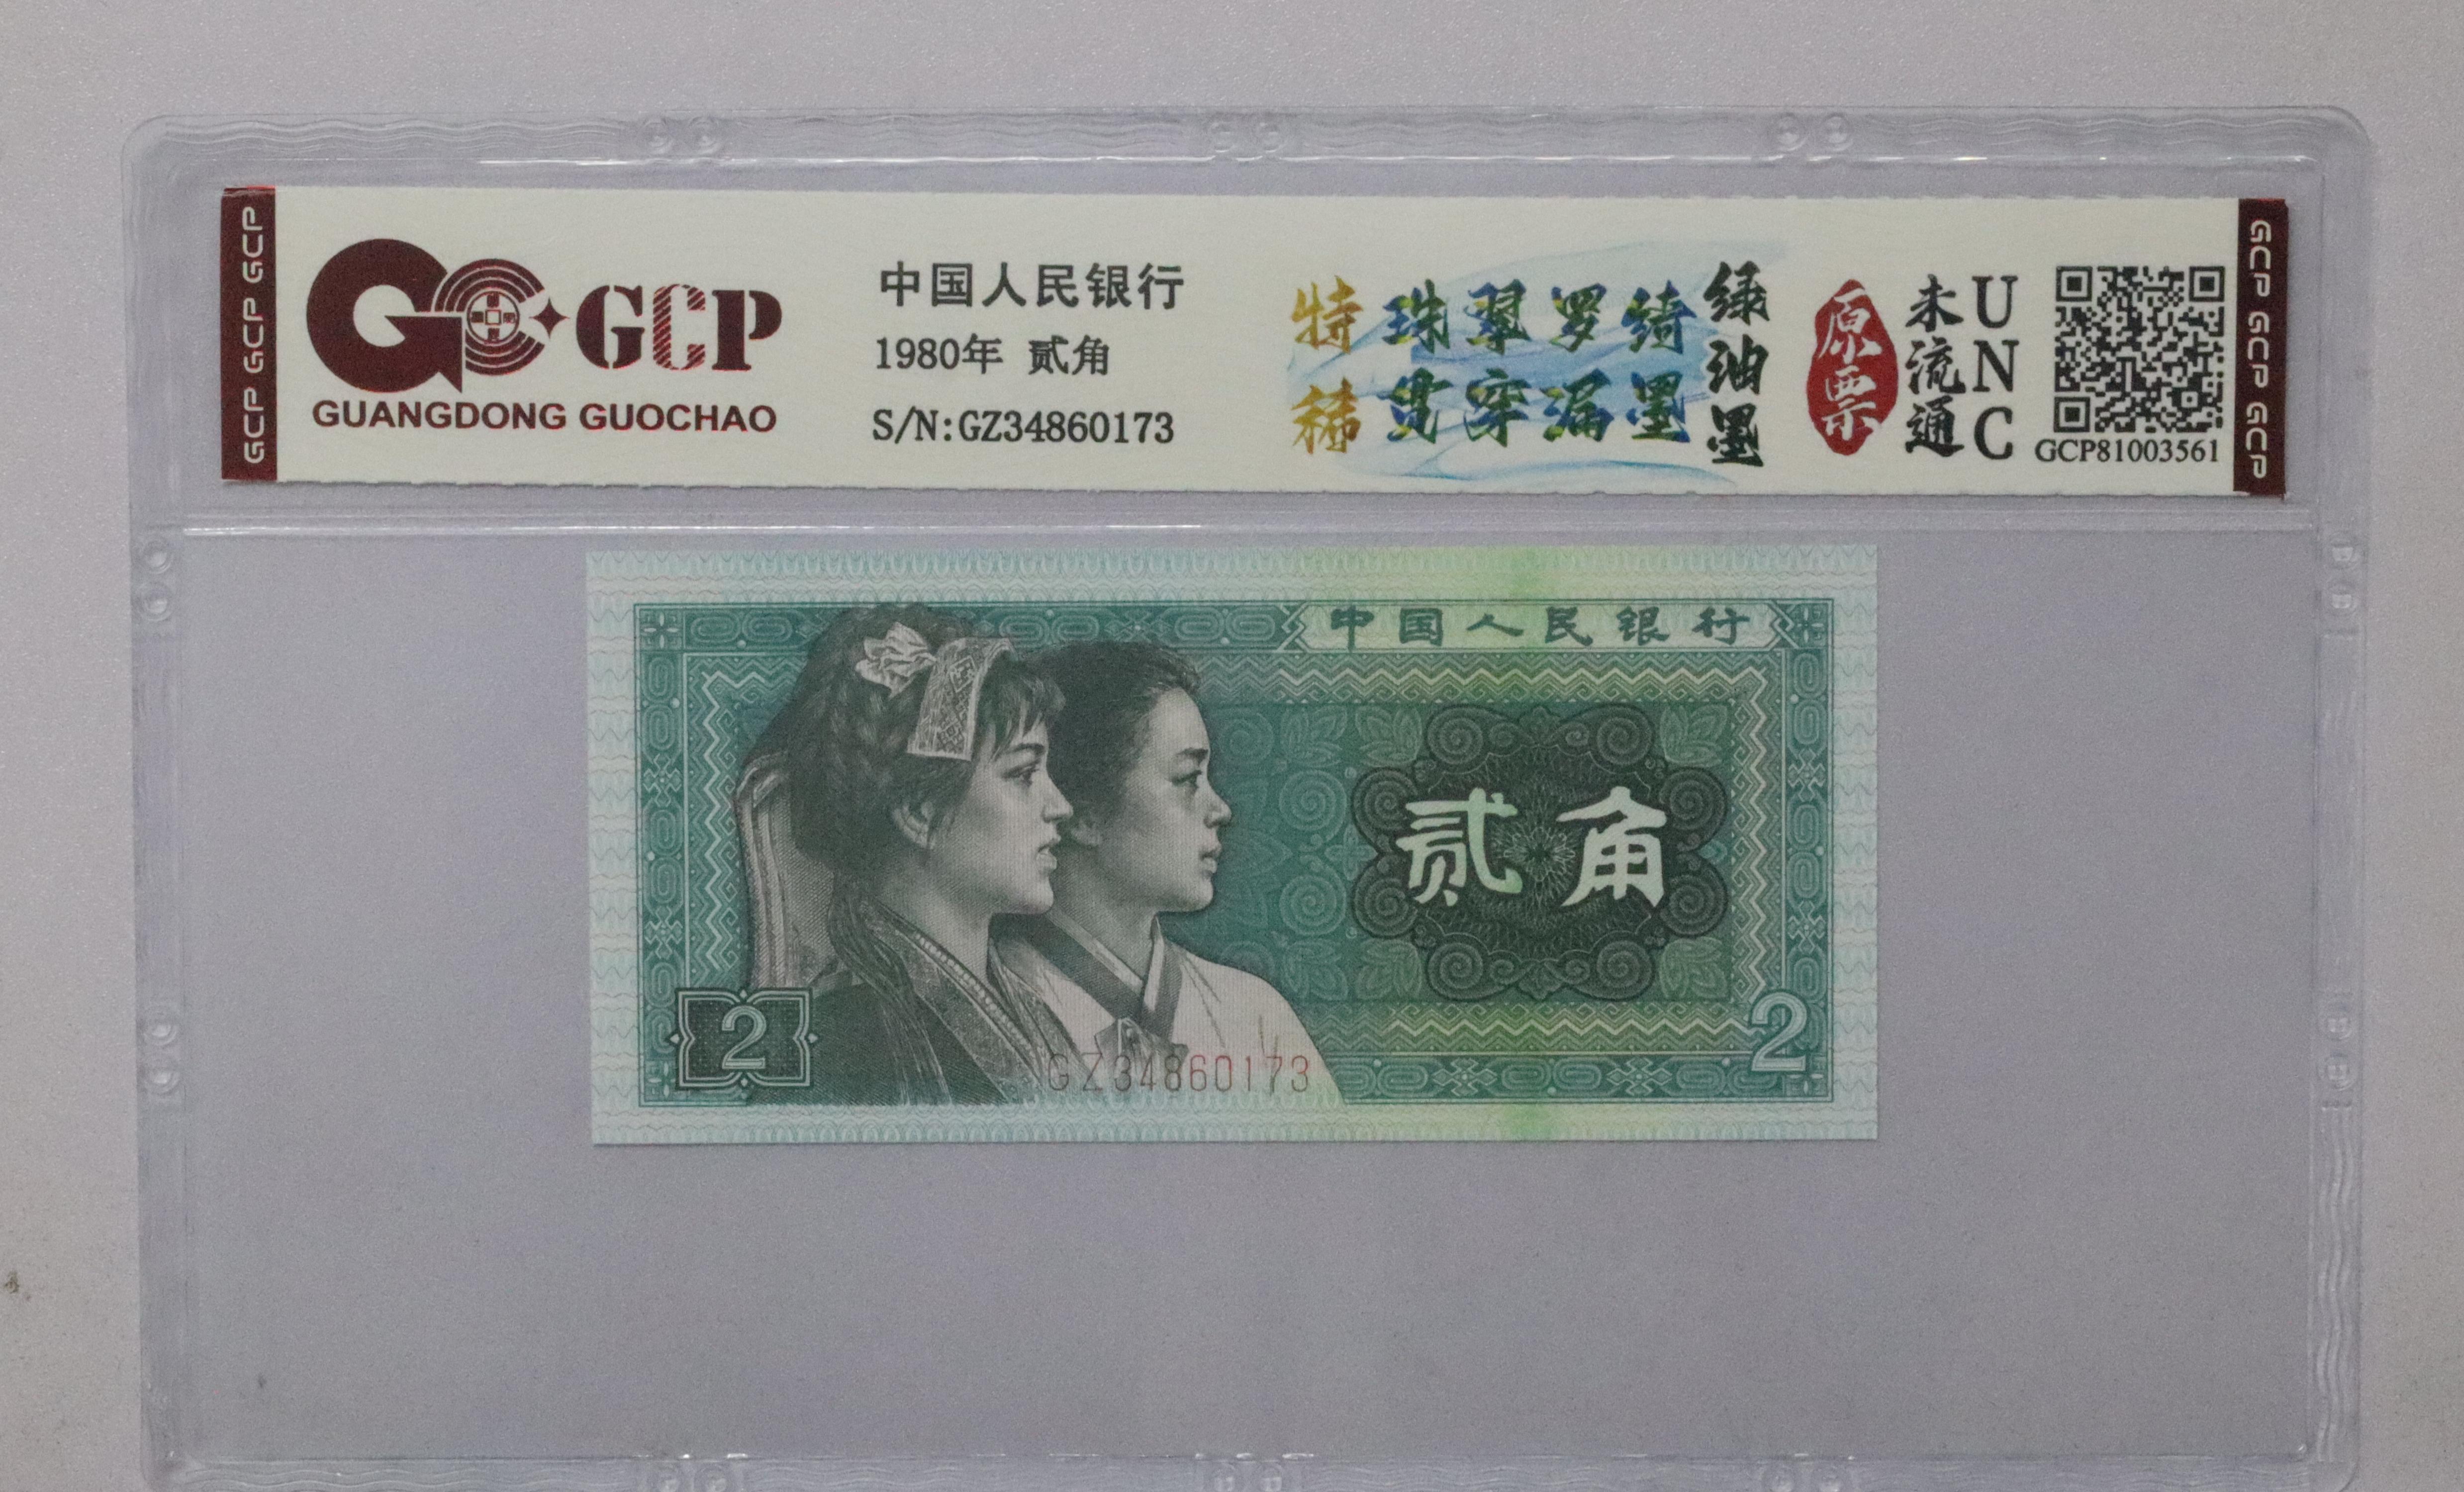 GCP GCP GCP
GCP
GUANGDONG GUOCHAO
中国人民银行
1980年 贰角
S/N:GZ34860173
特稀
珠翠罗绮
贯穿漏墨
绿油墨
原票
未流通
UNC
GCP81003561
GCP GCP GCP
中国人民银行
贰角
2
GZ34860173
2